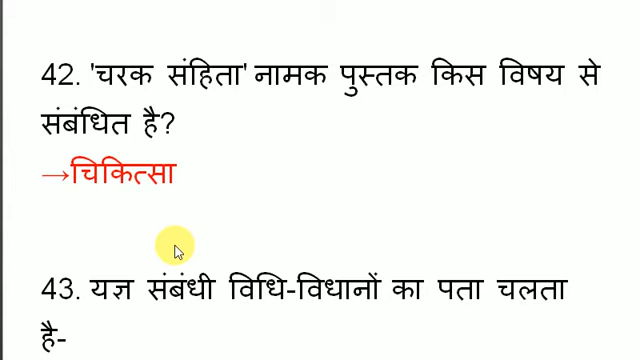 42. 'चरक संहिता' नामक पुस्तक किस विषय से
संबंधित है?
→चिकित्सा
43. यज्ञ संबंधी विधि-विधानों का पता चलता
है-